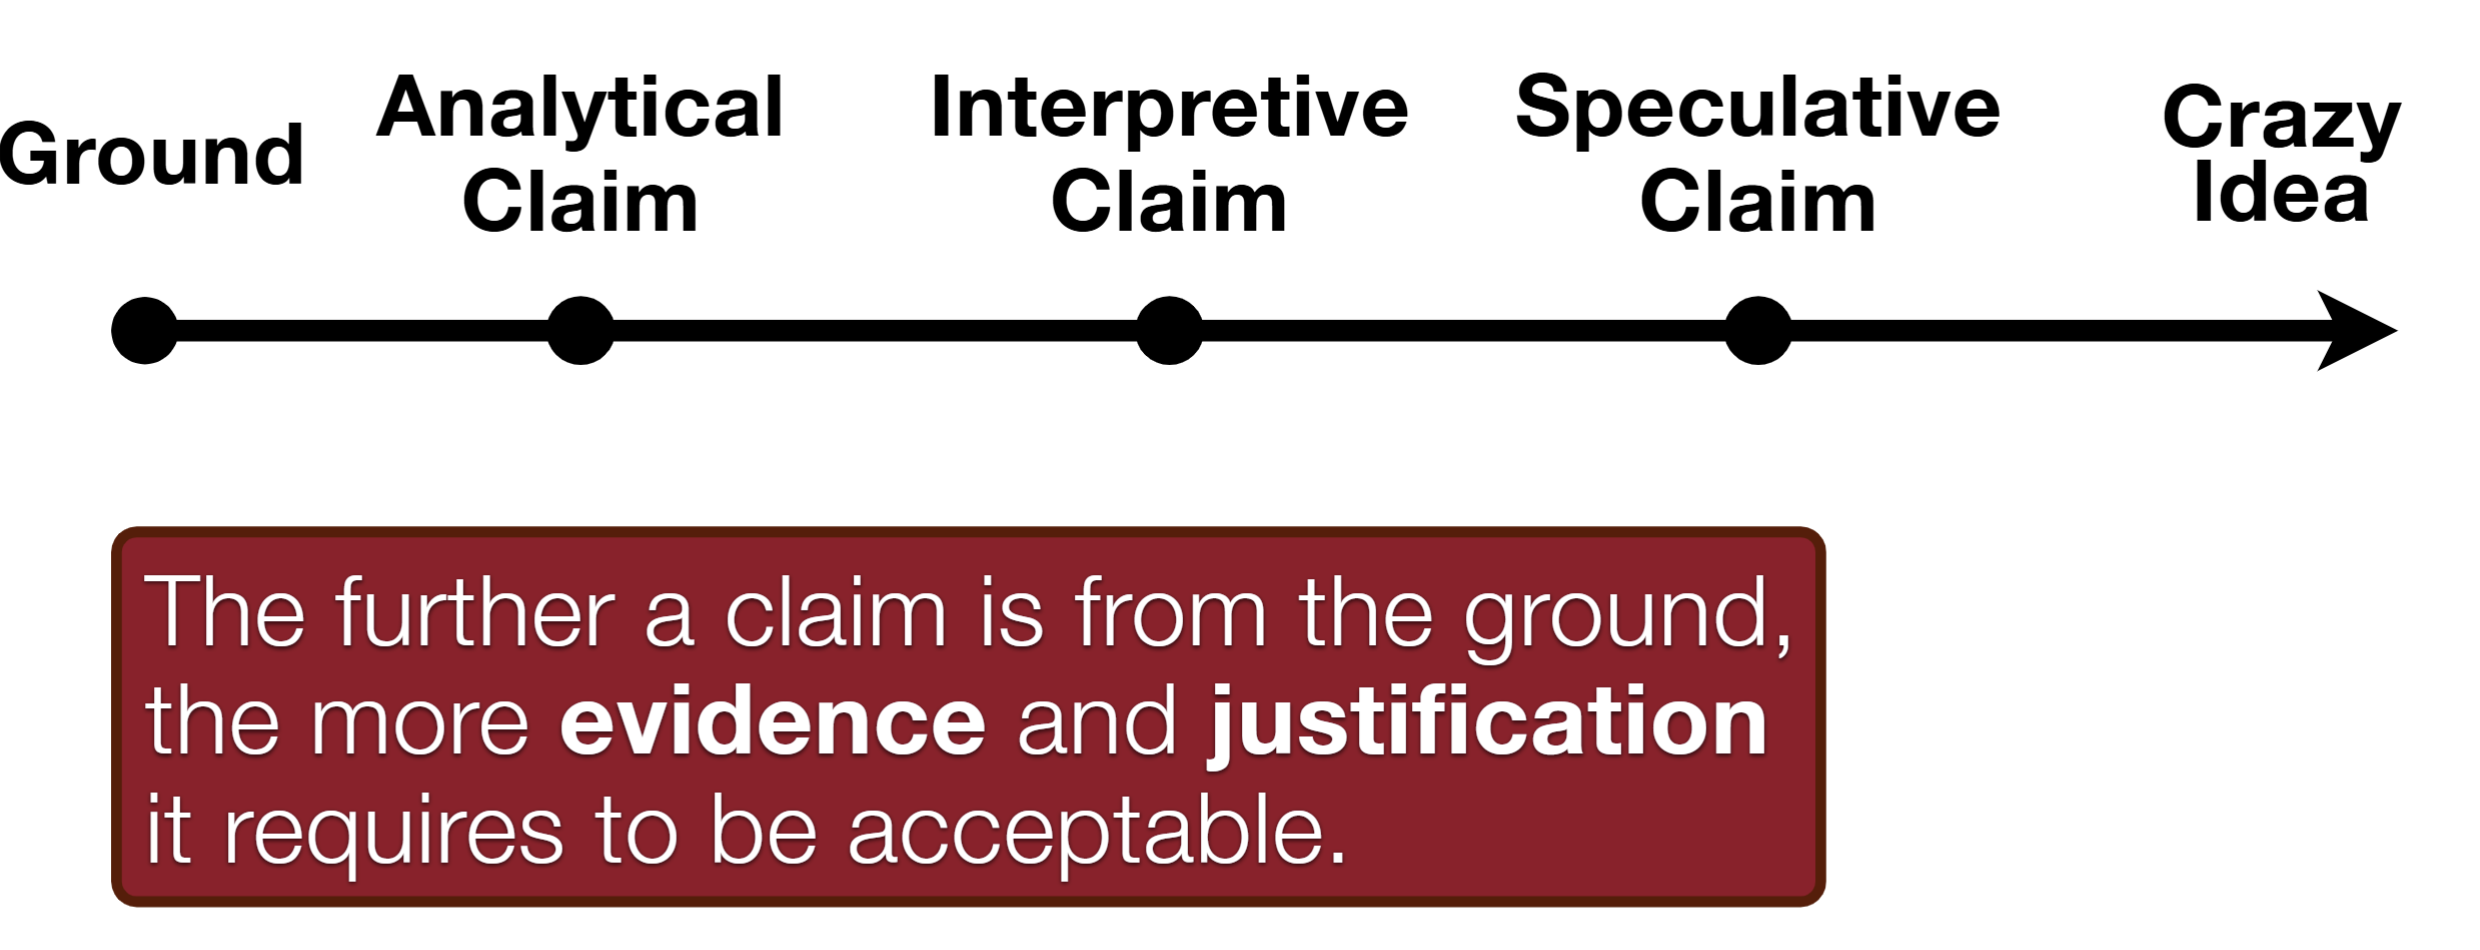 Ground
Analytical
Claim
Interpretive
Claim
Speculative
Claim
Crazy
Idea
The further a claim is from the ground,
the more evidence and justification
it requires to be acceptable.